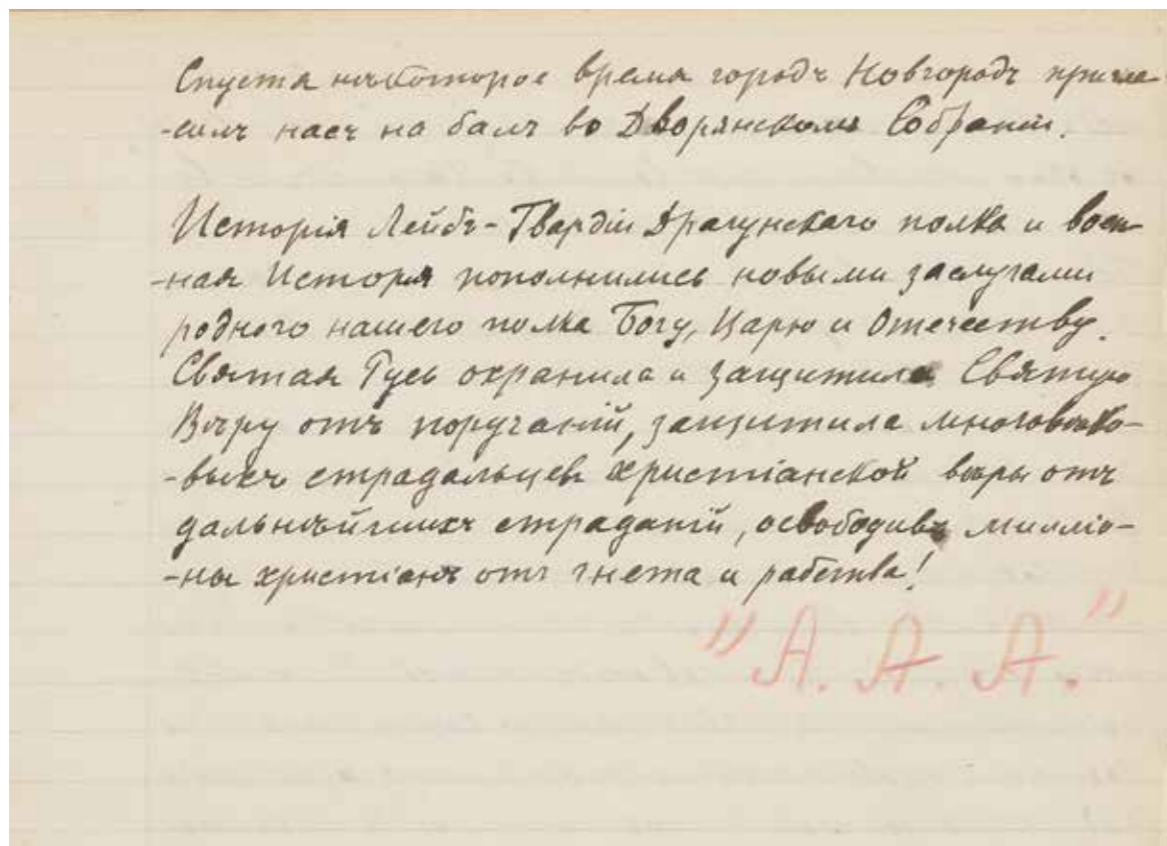 Спустя нѣкоторое время городъ Новгородъ пригла-
-силъ насъ на балъ во Дворянскомъ Собраніи.
Исторія Лейбъ-Гвардіи Драгунскаго полка и воен-
-ная Исторія пополнились новыми заслугами
родного нашего полка Богу, Царю и Отечеству.
Святая Русь охранила и защитила Святую
Вѣру отъ поруганій, защитила многовѣко-
-выхъ страдальцевъ христіанской вѣры отъ
дальнѣйшихъ страданій, освободивъ милліо-
-ны христіанъ отъ гнета и рабства!
"А. А. А."